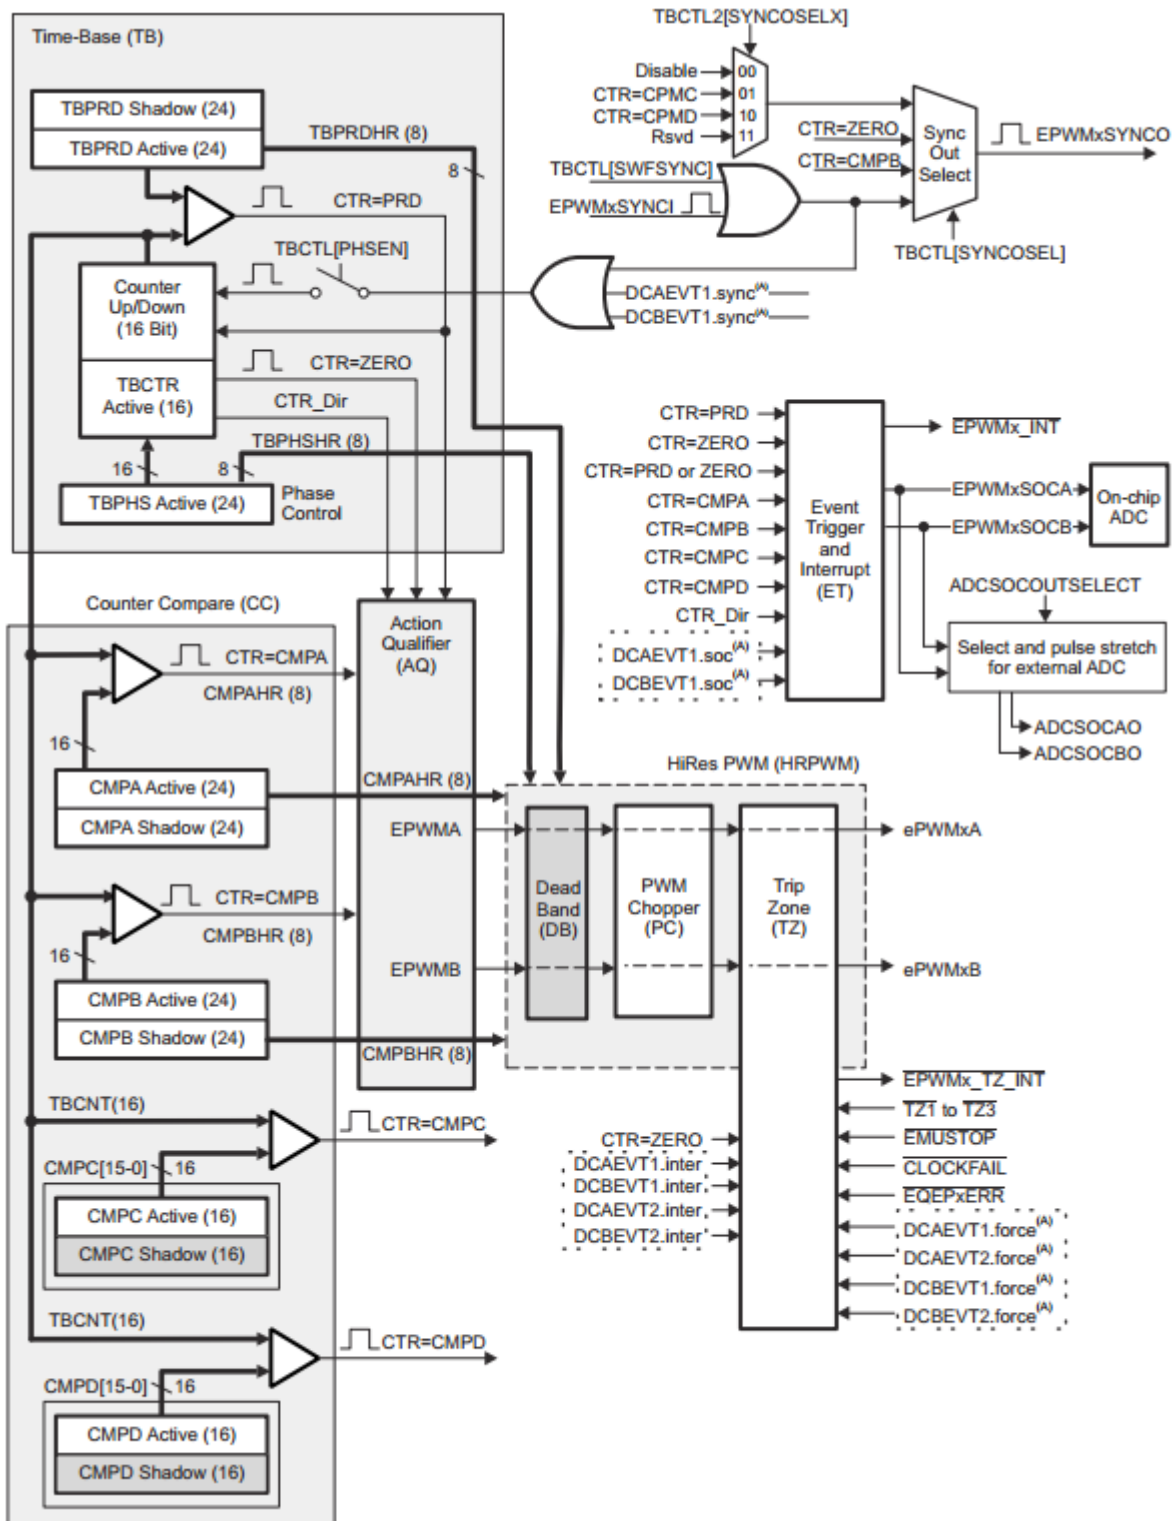 Time-Base (TB)
TBPRD Shadow (24)
TBPRD Active (24)
TBPRDHR (8)
8
CTR=PRD
TBCTL[PHSEN]
Counter
Up/Down
(16 Bit)
TBCTR
Active (16)
CTR=ZERO
CTR_Dir
TBPHSHR (8)
16
8
TBPHS Active (24)
Phase
Control
TBCTL2[SYNCOSELX]
Disable
00
CTR=CPMC
01
CTR=CPMD
10
Rsvd
11
CTR=ZERO
CTR=CMPB
Sync
Out
Select
EPWMxSYNCO
TBCTL[SWFSYNC]
EPWMxSYNCI
TBCTL[SYNCOSEL]
DCAEVT1.sync(A)
DCBEVT1.sync(A)
CTR=PRD
CTR=ZERO
CTR=PRD or ZERO
CTR=CMPA
CTR=CMPB
CTR=CMPC
CTR=CMPD
CTR_Dir
DCAEVT1.soc(A)
DCBEVT1.soc(A)
Event
Trigger
and
Interrupt
(ET)
EPWMx_INT
EPWMxSOCA
EPWMxSOCB
On-chip
ADC
ADCSOCOUTSELECT
Select and pulse stretch
for external ADC
ADCSOCAO
ADCSOCBO
Counter Compare (CC)
CTR=CMPA
CMPAHR (8)
16
CMPA Active (24)
CMPA Shadow (24)
CTR=CMPB
CMPBHR (8)
16
CMPB Active (24)
CMPB Shadow (24)
TBCNT(16)
CTR=CMPC
CMPC[15-0]
16
CMPC Active (16)
CMPC Shadow (16)
TBCNT(16)
CTR=CMPD
CMPD[15-0]
16
CMPD Active (16)
CMPD Shadow (16)
Action
Qualifier
(AQ)
CMPAHR (8)
EPWMA
EPWMB
CMPBHR (8)
HiRes PWM (HRPWM)
Dead
Band
(DB)
PWM
Chopper
(PC)
Trip
Zone
(TZ)
ePWMxA
ePWMxB
EPWMx_TZ_INT
TZ1 to TZ3
EMUSTOP
CLOCKFAIL
EQEPxERR
DCAEVT1.force(A)
DCAEVT2.force(A)
DCBEVT1.force(A)
DCBEVT2.force(A)
CTR=ZERO
DCAEVT1.inter
DCBEVT1.inter
DCAEVT2.inter
DCBEVT2.inter